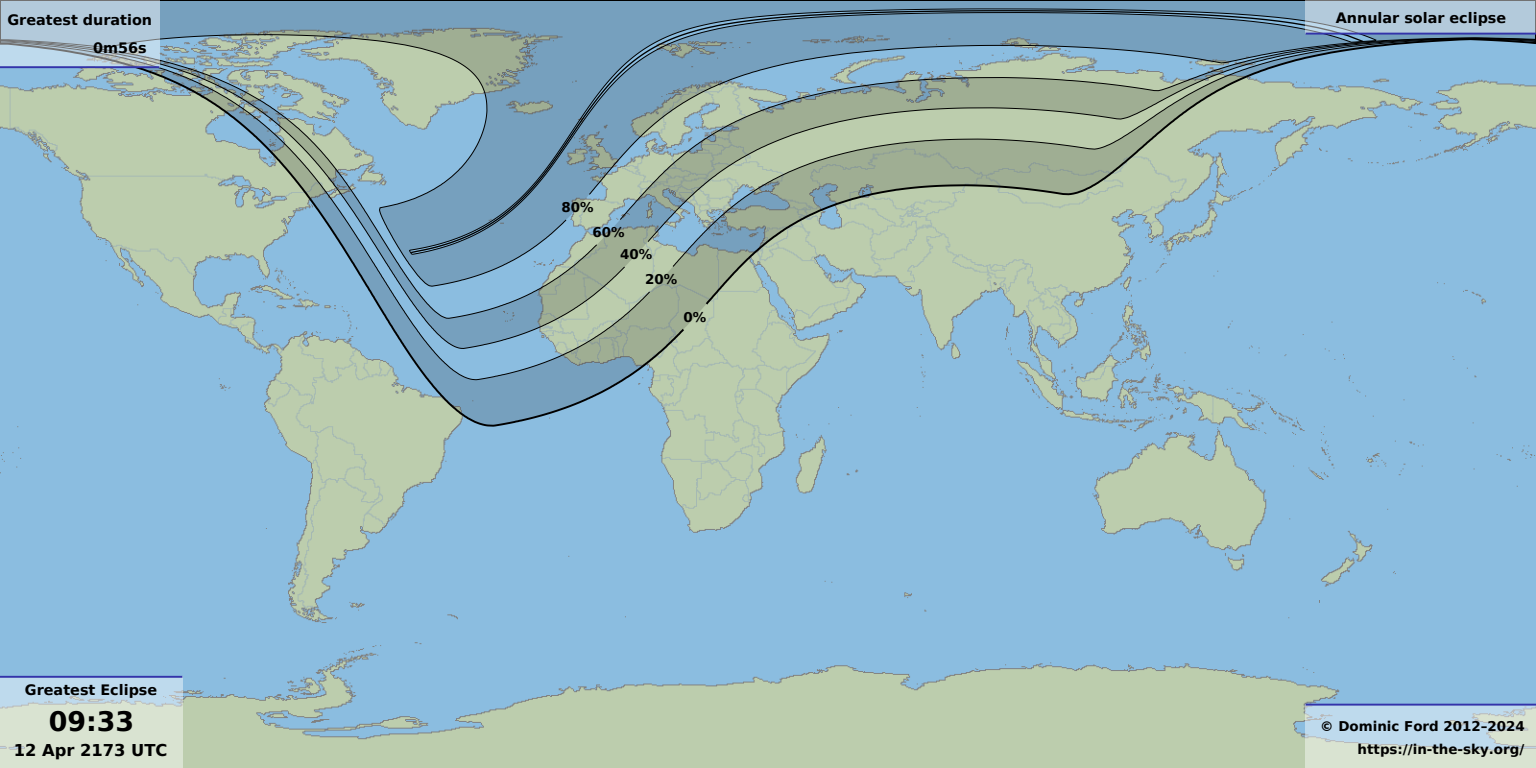 Greatest duration
0m56s
Annular solar eclipse
80%
60%
40%
20%
0%
Greatest Eclipse
09:33
12 Apr 2173 UTC
© Dominic Ford 2012–2024
https://in-the-sky.org/